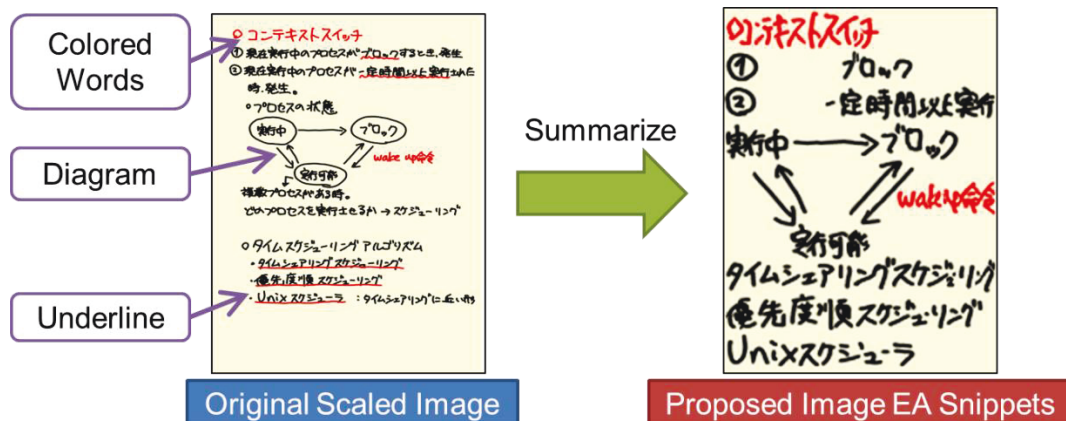 Colored
Words
Diagram
Underline
○ コンテキストスイッチ
① 現在実行中のプロセスがブロックするとき、発生
② 現在実行中のプロセスが一定時間以上実行された
時、発生。
○プロセスの状態
実行中
ブロック
wake up命令
実行可能
複数プロセスがある時。
どのプロセスを実行させるか → スケジューリング
○タイムスケジューリングアルゴリズム
・タイムシェアリングスケジューリング
・優先度順スケジューリング
・Unixスケジューラ :タイムシェアリングに近い形
Original Scaled Image
Summarize
○コンテキストスイッチ
① ブロック
② 一定時間以上実行
実行中
ブロック
wake up命令
実行可能
タイムシェアリングスケジューリング
優先度順スケジューリング
Unixスケジューラ
Proposed Image EA Snippets